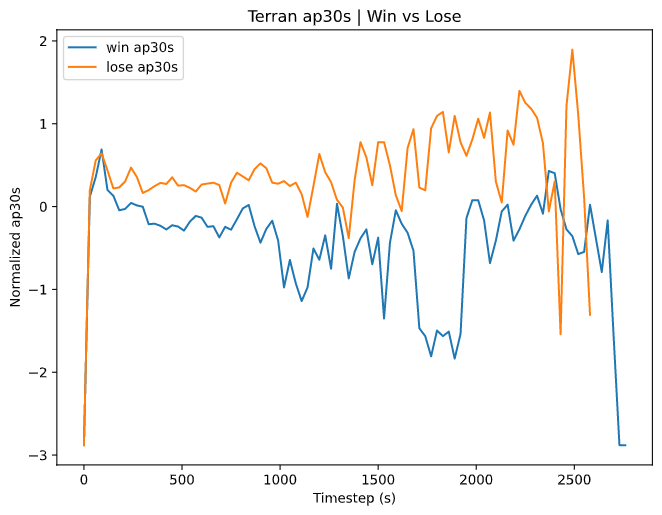 Terran ap30s | Win vs Lose
win ap30s
lose ap30s
Normalized ap30s
2
1
0
−1
−2
−3
0
500
1000
1500
2000
2500
Timestep (s)